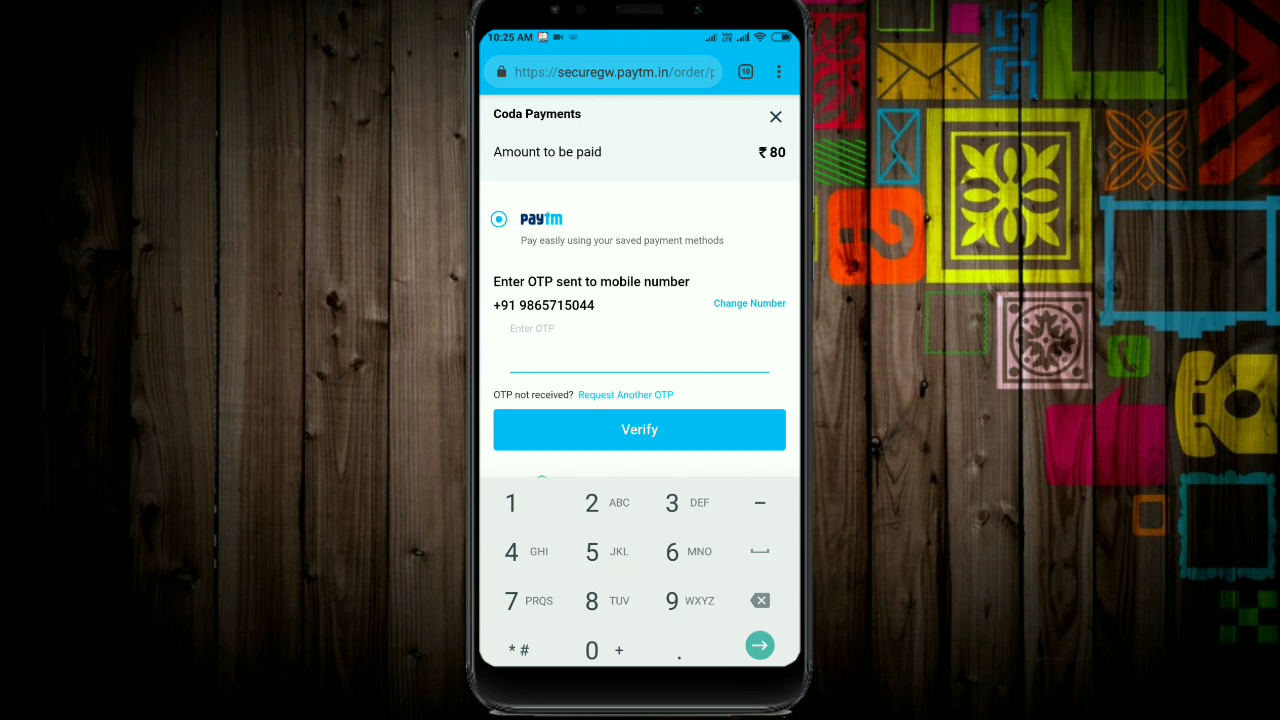 10:25 AM
VoLTE
https://securegw.paytm.in/order/p
10
Coda Payments
Amount to be paid ₹ 80
paytm
Pay easily using your saved payment methods
Enter OTP sent to mobile number
+91 9865715044 Change Number
Enter OTP
OTP not received? Request Another OTP
Verify
1 2 ABC 3 DEF –
4 GHI 5 JKL 6 MNO
7 PRQS 8 TUV 9 WXYZ
* # 0 + .